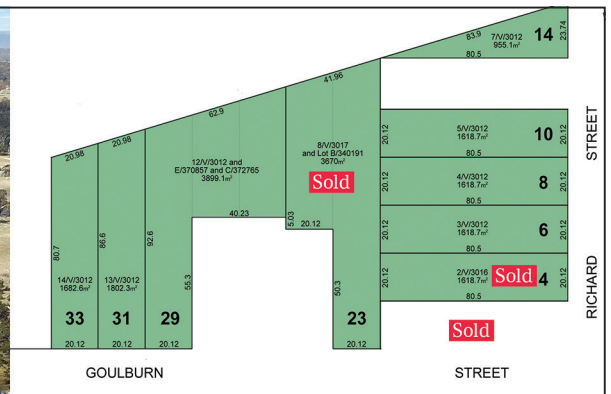 7/V/3012
955.1m²
14
23.74
83.9
80.5
41.96
62.9
20.98
20.98
8/V/3017
and Lot B/340191
3670m²
Sold
12/V/3012 and
E/370857 and C/372765
3899.1m²
20.12
5/V/3012
1618.7m²
10
20.12
80.5
20.12
4/V/3012
1618.7m²
8
20.12
80.5
20.12
3/V/3012
1618.7m²
6
20.12
80.5
20.12
2/V/3016
1618.7m²
Sold
4
20.12
80.5
STREET
RICHARD
40.23
5.03
20.12
80.7
86.6
92.6
55.3
50.3
14/V/3012
1682.6m²
13/V/3012
1802.3m²
33
31
29
23
Sold
20.12
20.12
20.12
20.12
GOULBURN
STREET